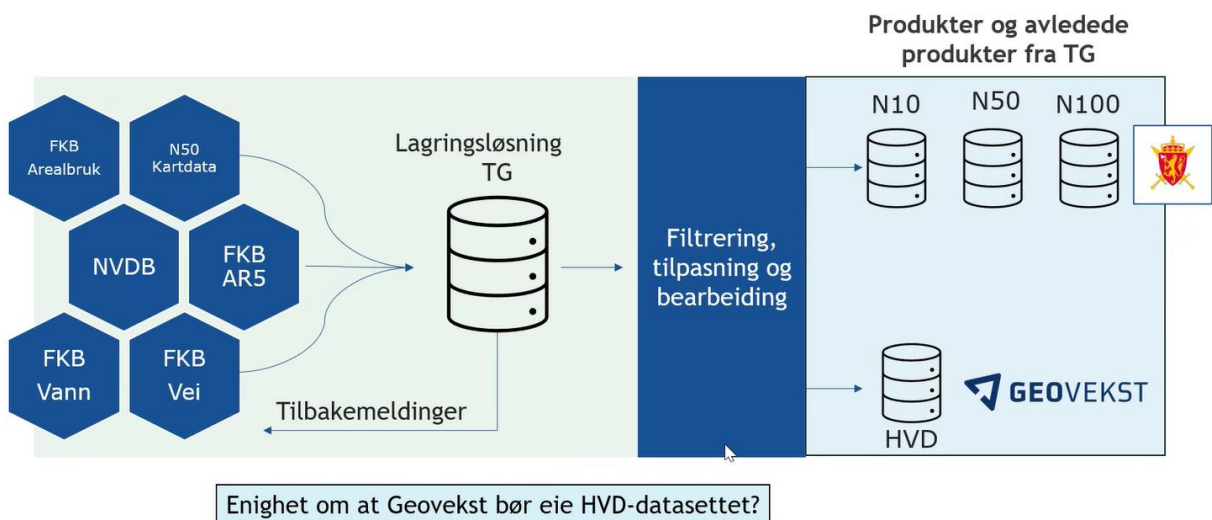 Produkter og avledede
produkter fra TG
FKB
Arealbruk
N50
Kartdata
NVDB
FKB
AR5
FKB
Vann
FKB
Vei
Lagringsløsning
TG
Tilbakemeldinger
Filtrering,
tilpasning og
bearbeiding
N10
N50
N100
HVD
GEOVEKST
Enighet om at Geovekst bør eie HVD-datasettet?